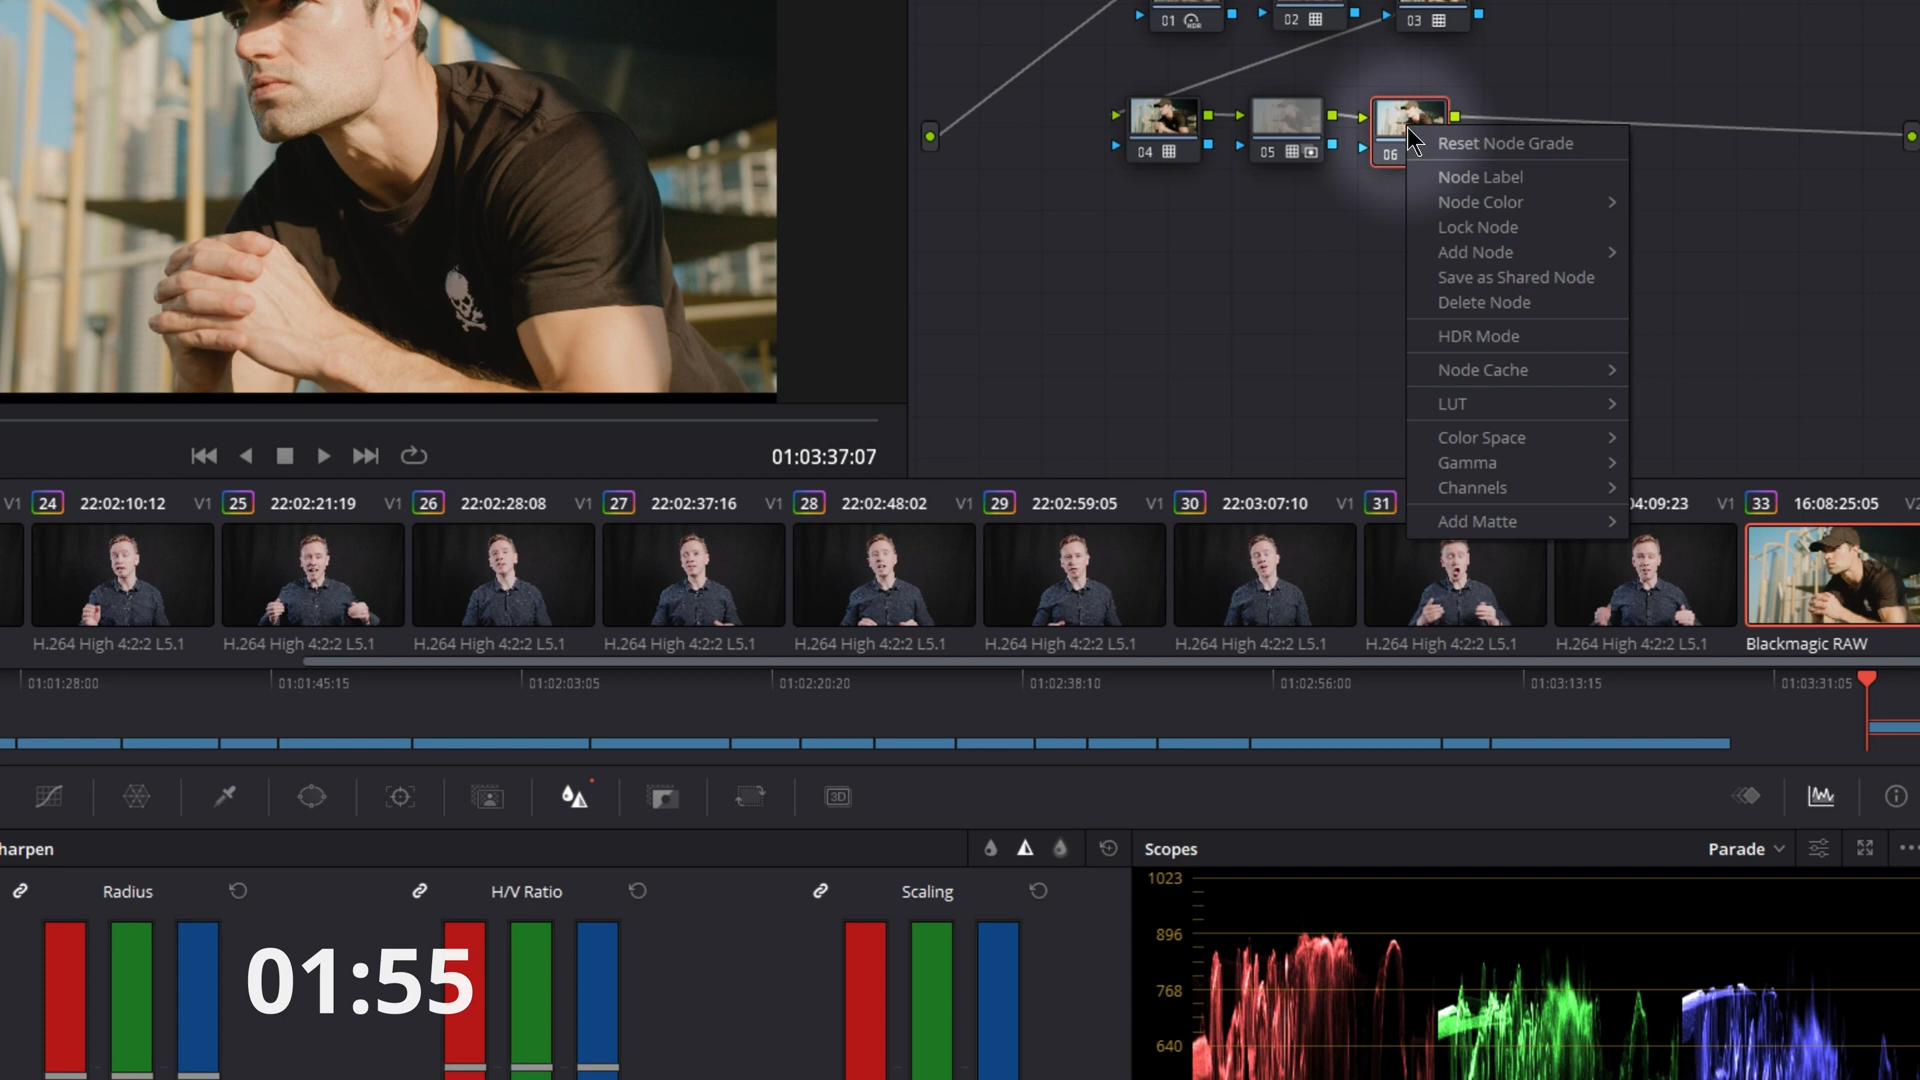 01 HDR
02
03
04
05
06
Reset Node Grade
Node Label
Node Color
Lock Node
Add Node
Save as Shared Node
Delete Node
HDR Mode
Node Cache
LUT
Color Space
Gamma
Channels
Add Matte
01:03:37:07
V1 24 22:02:10:12 V1 25 22:02:21:19 V1 26 22:02:28:08 V1 27 22:02:37:16 V1 28 22:02:48:02 V1 29 22:02:59:05 V1 30 22:03:07:10 V1 31 04:09:23 V1 33 16:08:25:05 V2
H.264 High 4:2:2 L5.1 H.264 High 4:2:2 L5.1 H.264 High 4:2:2 L5.1 H.264 High 4:2:2 L5.1 H.264 High 4:2:2 L5.1 H.264 High 4:2:2 L5.1 H.264 High 4:2:2 L5.1 H.264 High 4:2:2 L5.1 H.264 High 4:2:2 L5.1 Blackmagic RAW
01:01:28:00 01:01:45:15 01:02:03:05 01:02:20:20 01:02:38:10 01:02:56:00 01:03:13:15 01:03:31:05
3D
harpen
Radius H/V Ratio Scaling
01:55
Scopes Parade
1023
896
768
640